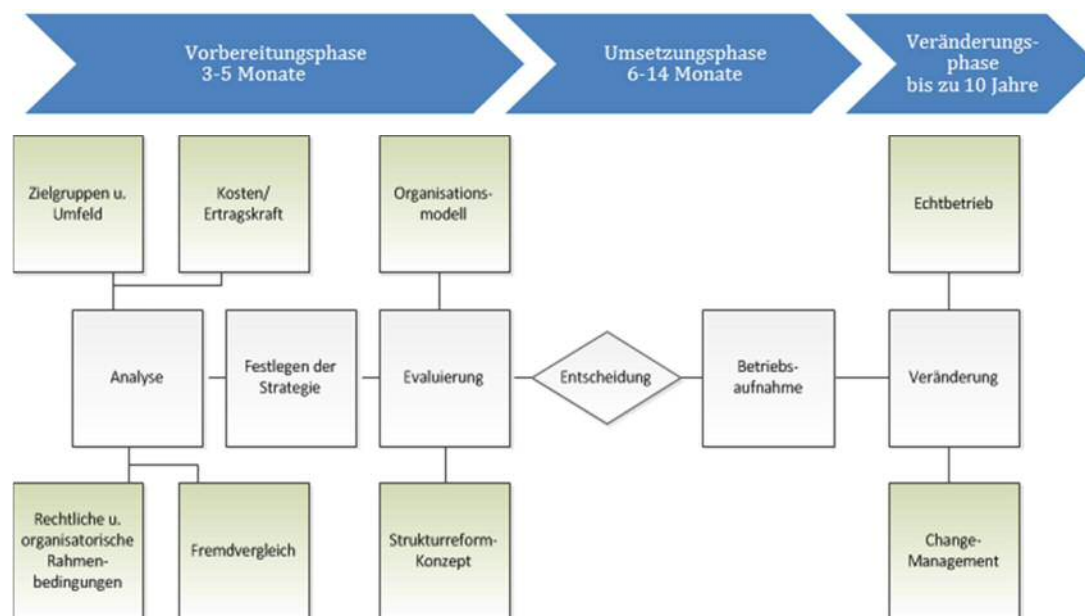 Vorbereitungsphase
3-5 Monate
Umsetzungsphase
6-14 Monate
Veränderungs-
phase
bis zu 10 Jahre
Zielgruppen u.
Umfeld
Kosten/
Ertragskraft
Organisations-
modell
Echtbetrieb
Analyse
Festlegen der
Strategie
Evaluierung
Entscheidung
Betriebs-
aufnahme
Veränderung
Rechtliche u.
organisatorische
Rahmen-
bedingungen
Fremdvergleich
Strukturreform-
Konzept
Change-
Management